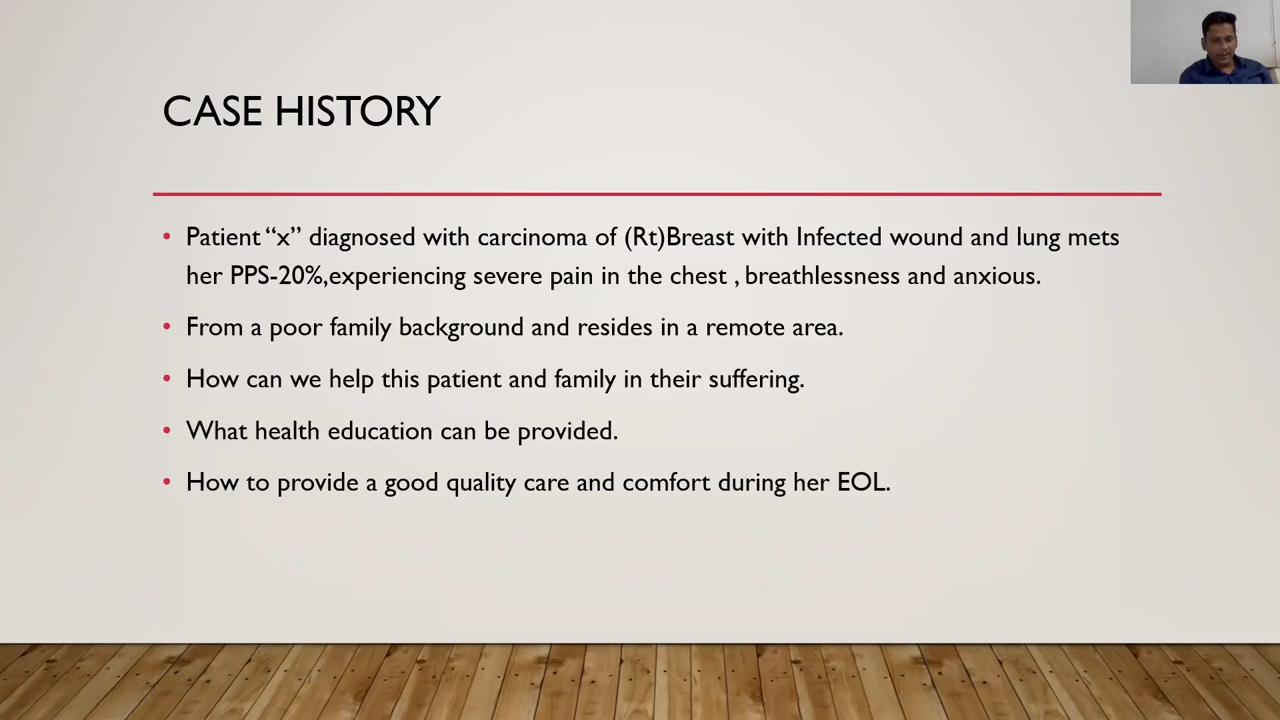 CASE HISTORY
• Patient “x” diagnosed with carcinoma of (Rt)Breast with Infected wound and lung mets
her PPS-20%,experiencing severe pain in the chest , breathlessness and anxious.
• From a poor family background and resides in a remote area.
• How can we help this patient and family in their suffering.
• What health education can be provided.
• How to provide a good quality care and comfort during her EOL.